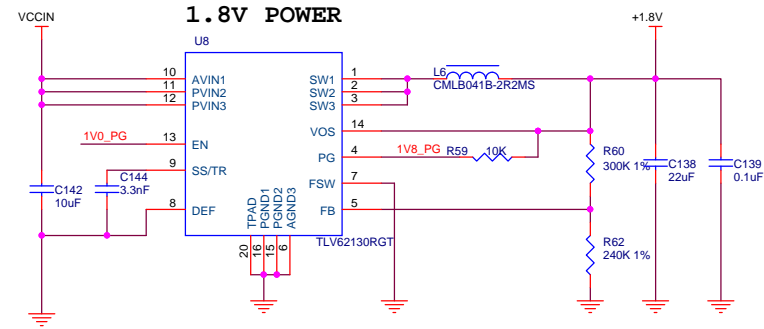 1.8V POWER
VCCIN
+1.8V
U8
10 AVIN1
11 PVIN2
12 PVIN3
1V0_PG 13 EN
9 SS/TR
8 DEF
SW1 1
SW2 2
SW3 3
VOS 14
PG 4
FSW 7
FB 5
TPAD
PGND1
PGND2
AGND3
20
16
15
6
TLV62130RGT
L6
CMLB041B-2R2MS
1V8_PG R59 10K
R60
300K 1%
R62
240K 1%
C142
10uF
C144
3.3nF
C138
22uF
C139
0.1uF